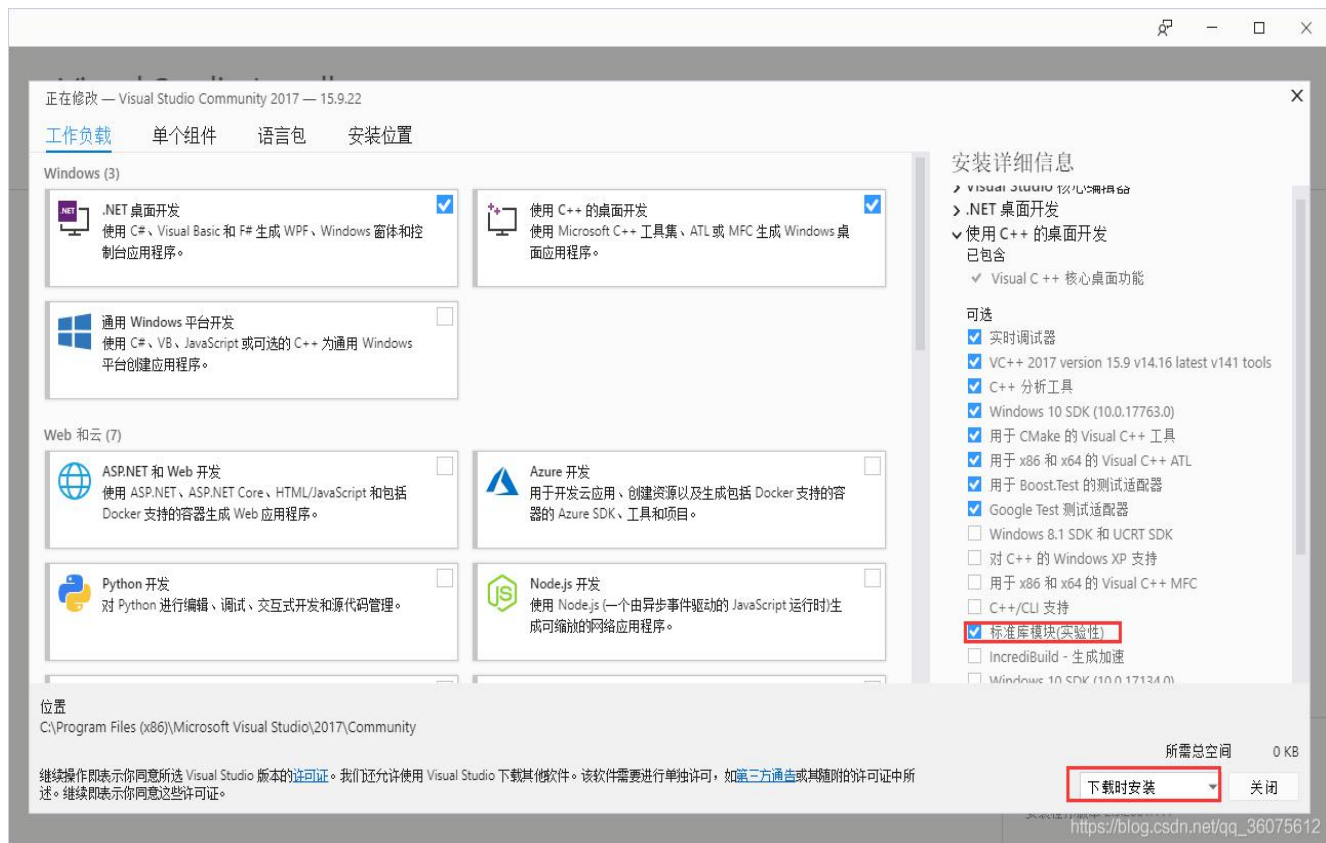 正在修改 — Visual Studio Community 2017 — 15.9.22
工作负载 单个组件 语言包 安装位置
Windows (3)
.NET 桌面开发
使用 C#、Visual Basic 和 F# 生成 WPF、Windows 窗体和控
制台应用程序。
使用 C++ 的桌面开发
使用 Microsoft C++ 工具集、ATL 或 MFC 生成 Windows 桌
面应用程序。
通用 Windows 平台开发
使用 C#、VB、JavaScript 或可选的 C++ 为通用 Windows
平台创建应用程序。
Web 和云 (7)
ASP.NET 和 Web 开发
使用 ASP.NET、ASP.NET Core、HTML/JavaScript 和包括
Docker 支持的容器生成 Web 应用程序。
Azure 开发
用于开发云应用、创建资源以及生成包括 Docker 支持的容
器的 Azure SDK、工具和项目。
Python 开发
对 Python 进行编辑、调试、交互式开发和源代码管理。
Node.js 开发
使用 Node.js (一个由异步事件驱动的 JavaScript 运行时)生
成可缩放的网络应用程序。
安装详细信息
Visual Studio 核心编辑器
.NET 桌面开发
使用 C++ 的桌面开发
已包含
Visual C ++ 核心桌面功能
可选
实时调试器
VC++ 2017 version 15.9 v14.16 latest v141 tools
C++ 分析工具
Windows 10 SDK (10.0.17763.0)
用于 CMake 的 Visual C++ 工具
用于 x86 和 x64 的 Visual C++ ATL
用于 Boost.Test 的测试适配器
Google Test 测试适配器
Windows 8.1 SDK 和 UCRT SDK
对 C++ 的 Windows XP 支持
用于 x86 和 x64 的 Visual C++ MFC
C++/CLI 支持
标准库模块(实验性)
IncrediBuild - 生成加速
Windows 10 SDK (10.0.17134.0)
位置
C:\Program Files (x86)\Microsoft Visual Studio\2017\Community
所需总空间 0 KB
继续操作即表示你同意所选 Visual Studio 版本的许可证。我们还允许使用 Visual Studio 下载其他软件。该软件需要进行单独许可，如第三方通告或其随附的许可证中所
述。继续即表示你同意这些许可证。
下载时安装 关闭
https://blog.csdn.net/qq_36075612